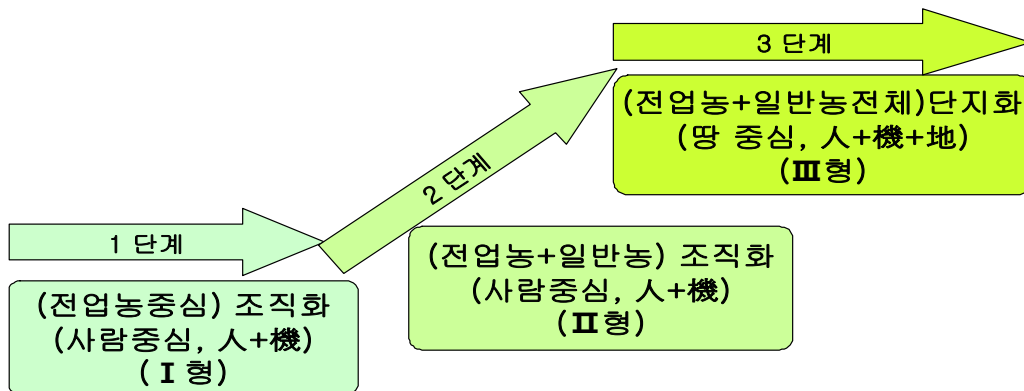 1 단계
(전업농중심) 조직화
(사람중심, 人+機)
(Ⅰ형)
2 단계
(전업농+일반농) 조직화
(사람중심, 人+機)
(Ⅱ형)
3 단계
(전업농+일반농전체)단지화
(땅 중심, 人+機+地)
(Ⅲ형)